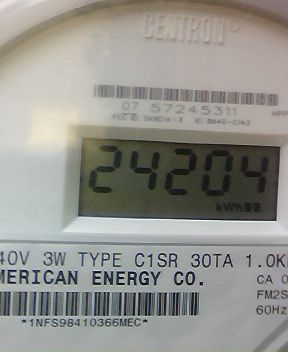 CENTRON®
07 57245311
24204
kWh
40V 3W TYPE C1SR 30TA 1.0K
MERICAN ENERGY CO.
CA 0
FM2S
60Hz
*1NFS98410366MEC*